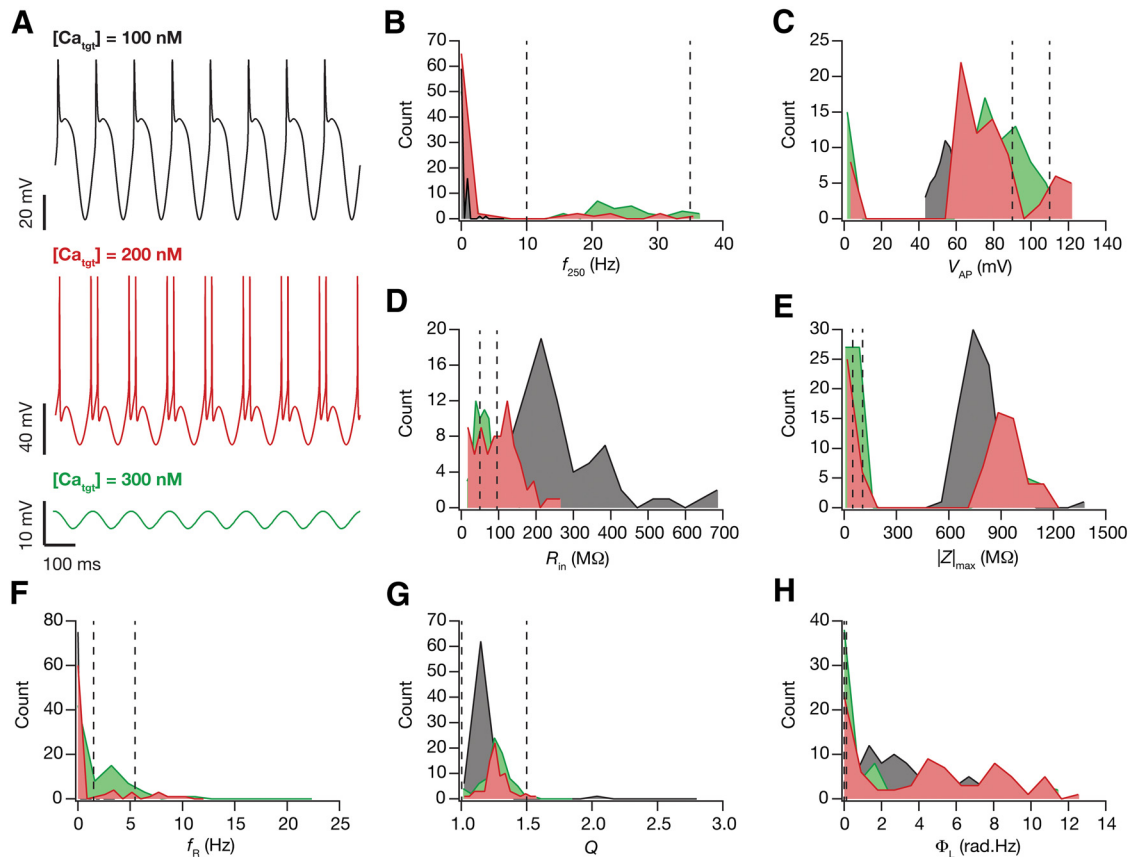 A
[Ca_tgt] = 100 nM
20 mV
[Ca_tgt] = 200 nM
40 mV
[Ca_tgt] = 300 nM
10 mV
100 ms
B
70
60
50
40
30
20
10
0
Count
0 10 20 30 40
f_250 (Hz)
C
25
20
15
10
5
0
Count
0 20 40 60 80 100 120 140
V_AP (mV)
D
20
16
12
8
4
0
Count
0 100 200 300 400 500 600 700
R_in (MΩ)
E
30
25
20
15
10
5
0
Count
0 300 600 900 1200 1500
|Z|_max (MΩ)
F
80
60
40
20
0
Count
0 5 10 15 20 25
f_R (Hz)
G
70
60
50
40
30
20
10
0
Count
1.0 1.5 2.0 2.5 3.0
Q
H
40
30
20
10
0
Count
0 2 4 6 8 10 12 14
Φ_L (rad.Hz)